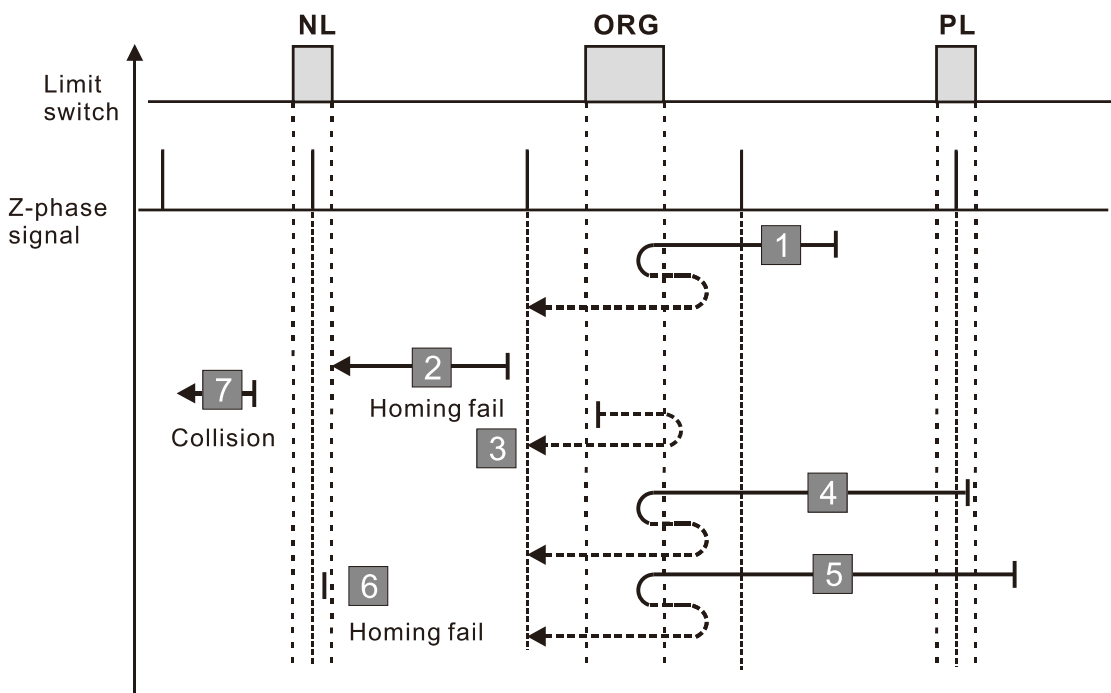 NL
ORG
PL
Limit
switch
Z-phase
signal
1
2
7
Homing fail
Collision
3
4
5
6
Homing fail